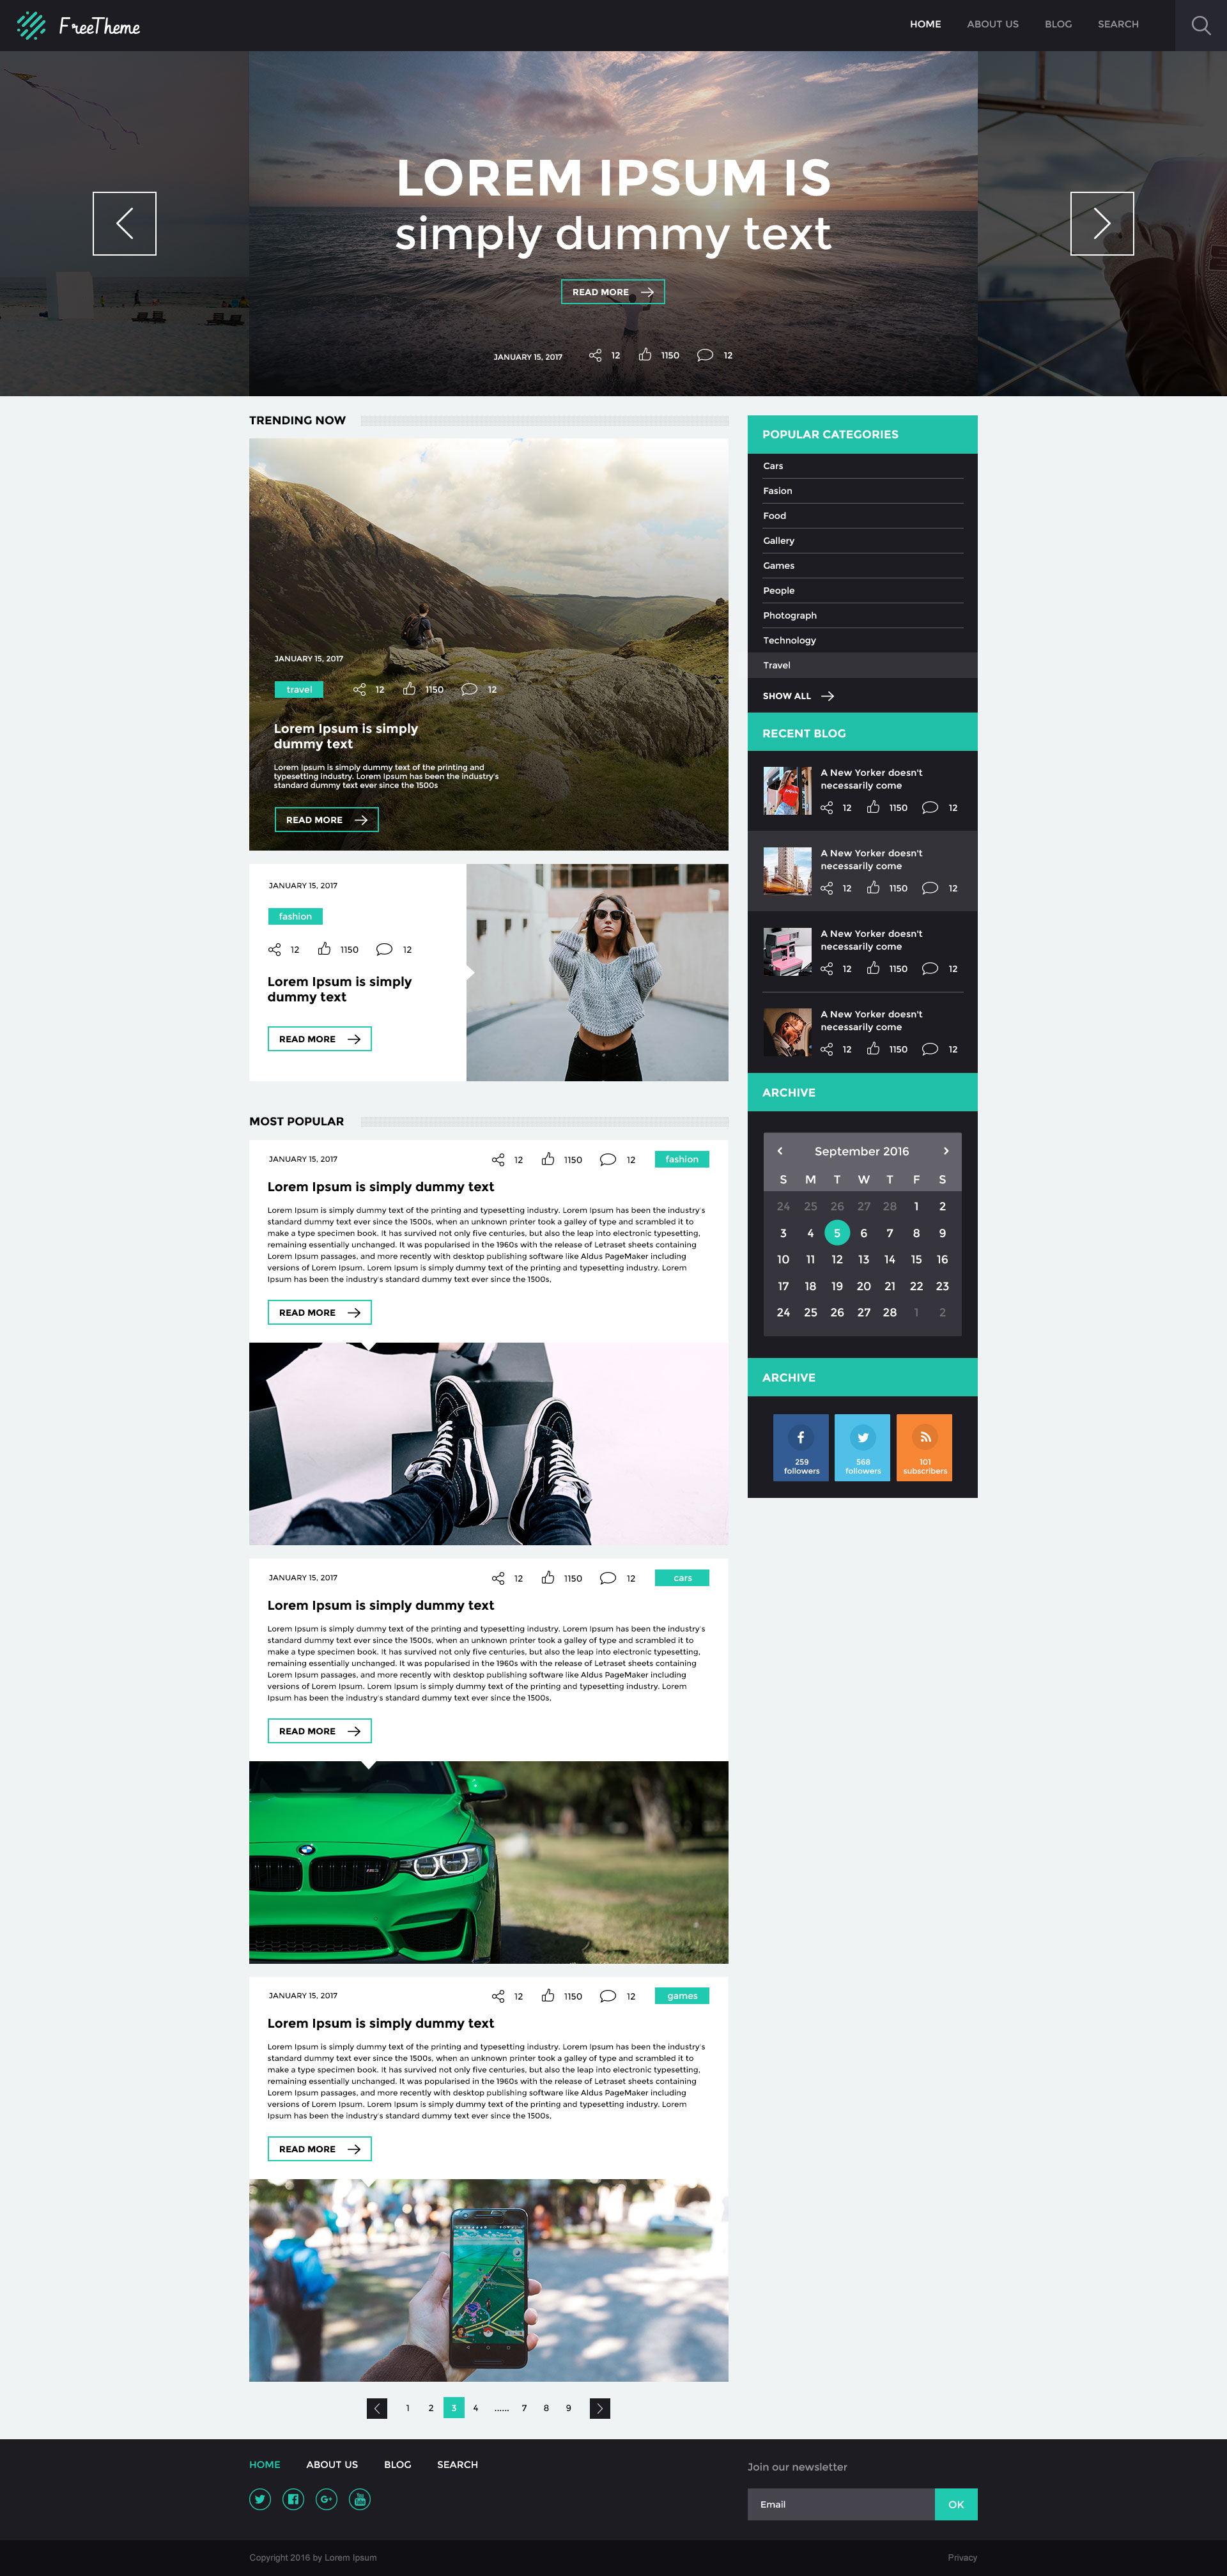 FreeTheme
HOME ABOUT US BLOG SEARCH
LOREM IPSUM IS
simply dummy text
READ MORE
JANUARY 15, 2017 12 1150 12
TRENDING NOW
JANUARY 15, 2017
travel 12 1150 12
Lorem Ipsum is simply
dummy text
Lorem Ipsum is simply dummy text of the printing and
typesetting industry. Lorem Ipsum has been the industry's
standard dummy text ever since the 1500s
READ MORE
JANUARY 15, 2017
fashion
12 1150 12
Lorem Ipsum is simply
dummy text
READ MORE
MOST POPULAR
JANUARY 15, 2017 12 1150 12 fashion
Lorem Ipsum is simply dummy text
Lorem Ipsum is simply dummy text of the printing and typesetting industry. Lorem Ipsum has been the industry's
standard dummy text ever since the 1500s, when an unknown printer took a galley of type and scrambled it to
make a type specimen book. It has survived not only five centuries, but also the leap into electronic typesetting,
remaining essentially unchanged. It was popularised in the 1960s with the release of Letraset sheets containing
Lorem Ipsum passages, and more recently with desktop publishing software like Aldus PageMaker including
versions of Lorem Ipsum. Lorem Ipsum is simply dummy text of the printing and typesetting industry. Lorem
Ipsum has been the industry's standard dummy text ever since the 1500s,
READ MORE
JANUARY 15, 2017 12 1150 12 cars
Lorem Ipsum is simply dummy text
Lorem Ipsum is simply dummy text of the printing and typesetting industry. Lorem Ipsum has been the industry's
standard dummy text ever since the 1500s, when an unknown printer took a galley of type and scrambled it to
make a type specimen book. It has survived not only five centuries, but also the leap into electronic typesetting,
remaining essentially unchanged. It was popularised in the 1960s with the release of Letraset sheets containing
Lorem Ipsum passages, and more recently with desktop publishing software like Aldus PageMaker including
versions of Lorem Ipsum. Lorem Ipsum is simply dummy text of the printing and typesetting industry. Lorem
Ipsum has been the industry's standard dummy text ever since the 1500s,
READ MORE
JANUARY 15, 2017 12 1150 12 games
Lorem Ipsum is simply dummy text
Lorem Ipsum is simply dummy text of the printing and typesetting industry. Lorem Ipsum has been the industry's
standard dummy text ever since the 1500s, when an unknown printer took a galley of type and scrambled it to
make a type specimen book. It has survived not only five centuries, but also the leap into electronic typesetting,
remaining essentially unchanged. It was popularised in the 1960s with the release of Letraset sheets containing
Lorem Ipsum passages, and more recently with desktop publishing software like Aldus PageMaker including
versions of Lorem Ipsum. Lorem Ipsum is simply dummy text of the printing and typesetting industry. Lorem
Ipsum has been the industry's standard dummy text ever since the 1500s,
READ MORE
1 2 3 4 ...... 7 8 9
POPULAR CATEGORIES
Cars
Fasion
Food
Gallery
Games
People
Photograph
Technology
Travel
SHOW ALL
RECENT BLOG
A New Yorker doesn't
necessarily come
12 1150 12
A New Yorker doesn't
necessarily come
12 1150 12
A New Yorker doesn't
necessarily come
12 1150 12
A New Yorker doesn't
necessarily come
12 1150 12
ARCHIVE
September 2016
S M T W T F S
24 25 26 27 28 1 2
3 4 5 6 7 8 9
10 11 12 13 14 15 16
17 18 19 20 21 22 23
24 25 26 27 28 1 2
ARCHIVE
259
followers
568
followers
101
subscribers
HOME ABOUT US BLOG SEARCH
Join our newsletter
Email OK
Copyright 2016 by Lorem Ipsum Privacy